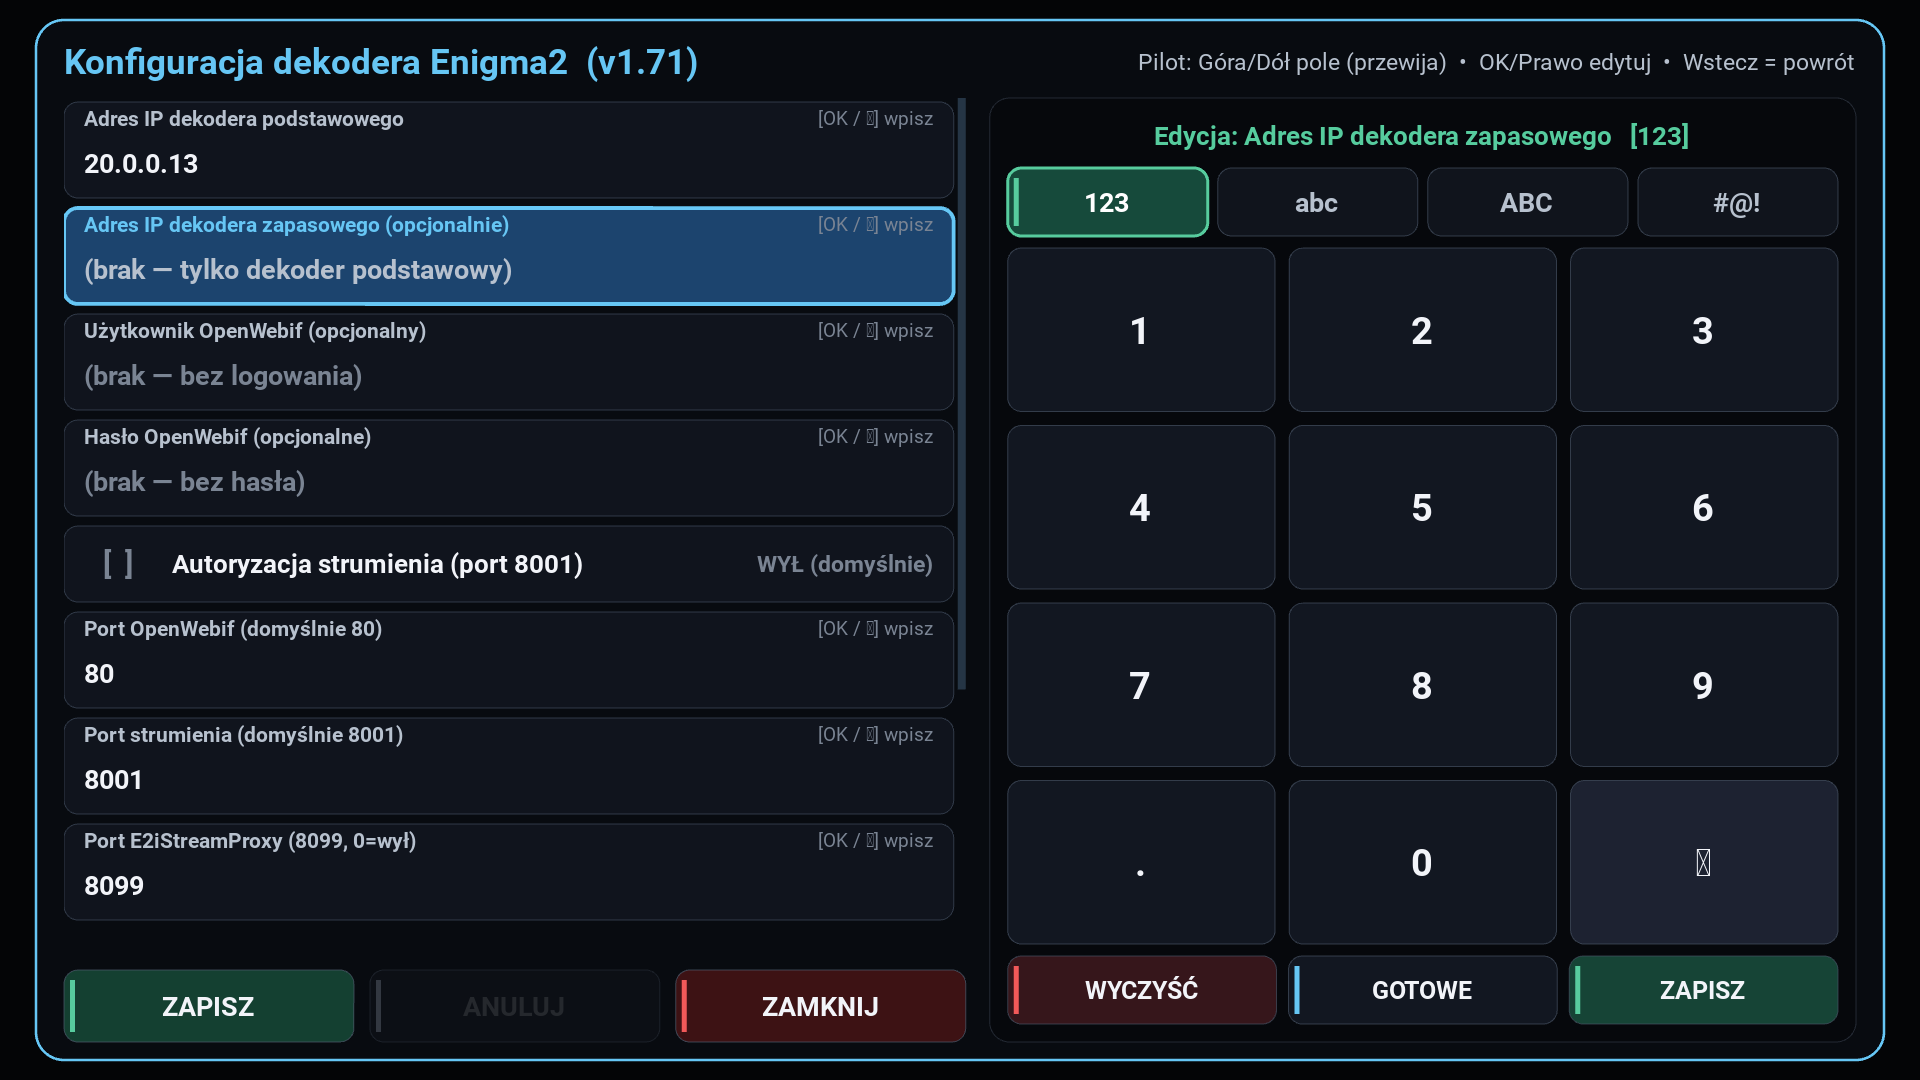 Konfiguracja dekodera Enigma2 (v1.71)
Pilot: Góra/Dół pole (przewija) • OK/Prawo edytuj • Wstecz = powrót
Adres IP dekodera podstawowego [OK / ▯] wpisz
20.0.0.13
Adres IP dekodera zapasowego (opcjonalnie) [OK / ▯] wpisz
(brak — tylko dekoder podstawowy)
Użytkownik OpenWebif (opcjonalny) [OK / ▯] wpisz
(brak — bez logowania)
Hasło OpenWebif (opcjonalne) [OK / ▯] wpisz
(brak — bez hasła)
[ ] Autoryzacja strumienia (port 8001) WYŁ (domyślnie)
Port OpenWebif (domyślnie 80) [OK / ▯] wpisz
80
Port strumienia (domyślnie 8001) [OK / ▯] wpisz
8001
Port E2iStreamProxy (8099, 0=wył) [OK / ▯] wpisz
8099
ZAPISZ ANULUJ ZAMKNIJ
Edycja: Adres IP dekodera zapasowego [123]
123 abc ABC #@!
1 2 3
4 5 6
7 8 9
. 0 ▯
WYCZYŚĆ GOTOWE ZAPISZ